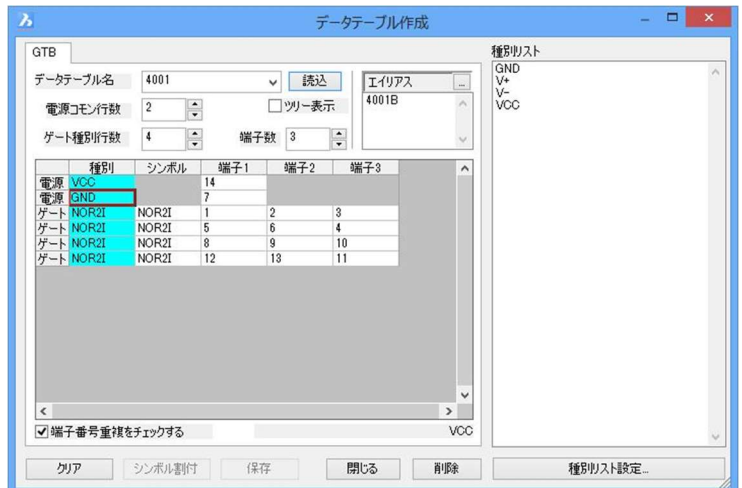 データテーブル作成
GTB
種別リスト
データテーブル名 4001 読込 エイリアス ...
電源コモン行数 2 ツリー表示 4001B
ゲート種別行数 4 端子数 3
種別 シンボル 端子1 端子2 端子3
電源 VCC 14
電源 GND 7
ゲート NOR2I NOR2I 1 2 3
ゲート NOR2I NOR2I 5 6 4
ゲート NOR2I NOR2I 8 9 10
ゲート NOR2I NOR2I 12 13 11
端子番号重複をチェックする VCC
GND
V+
V-
VCC
クリア シンボル割付 保存 閉じる 削除 種別リスト設定...